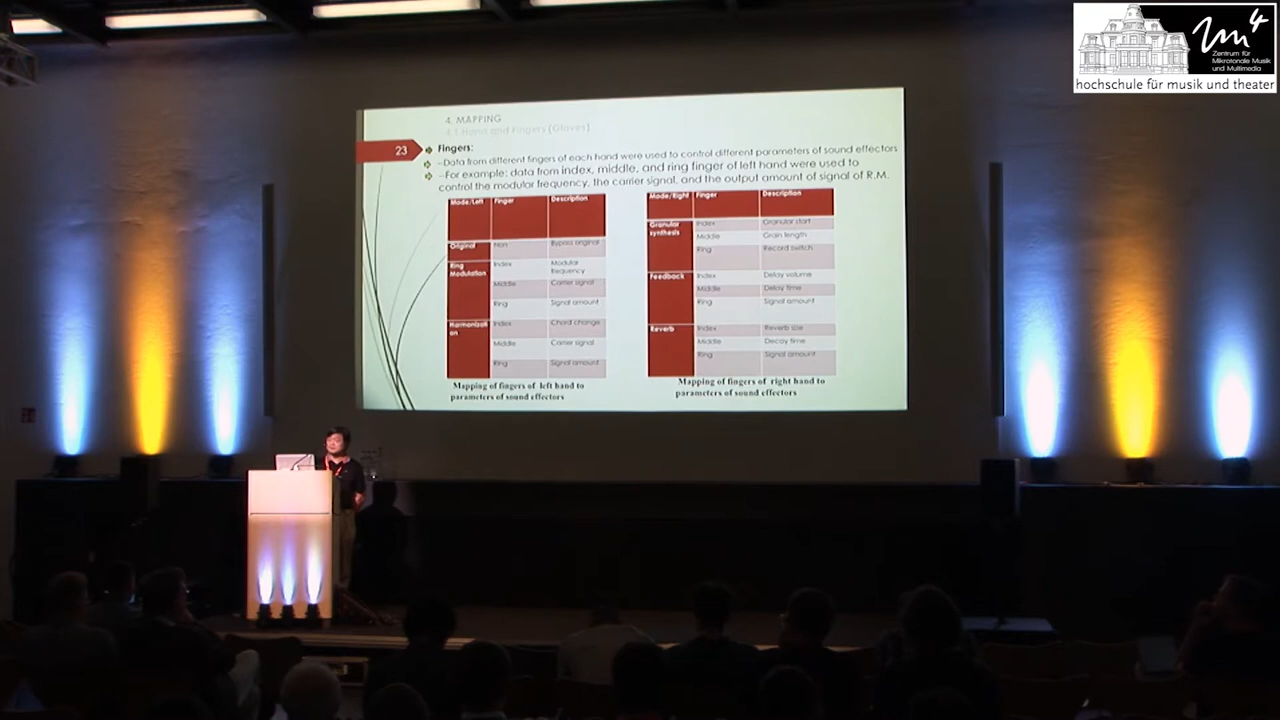 4. MAPPING
4.1 Hand and Fingers (Gloves)
23
Fingers:
–Data from different fingers of each hand were used to control different parameters of sound effectors
–For example: data from index, middle, and ring finger of left hand were used to
control the modular frequency, the carrier signal, and the output amount of signal of R.M.
Mode/Left Finger Description
Original Non Bypass original
Ring Modulation Index Modular frequency
Middle Carrier signal
Ring Signal amount
Harmonizati on Index Chord change
Middle Carrier signal
Ring Signal amount
Mapping of fingers of left hand to
parameters of sound effectors
Mode/Right Finger Description
Granular synthesis Index Granular start
Middle Grain length
Ring Record switch
Feedback Index Delay volume
Middle Delay time
Ring Signal amount
Reverb Index Reverb size
Middle Decay time
Ring Signal amount
Mapping of fingers of right hand to
parameters of sound effectors
m4
Zentrum für
Mikrotonale Musik
und Multimedia
hochschule für musik und theater